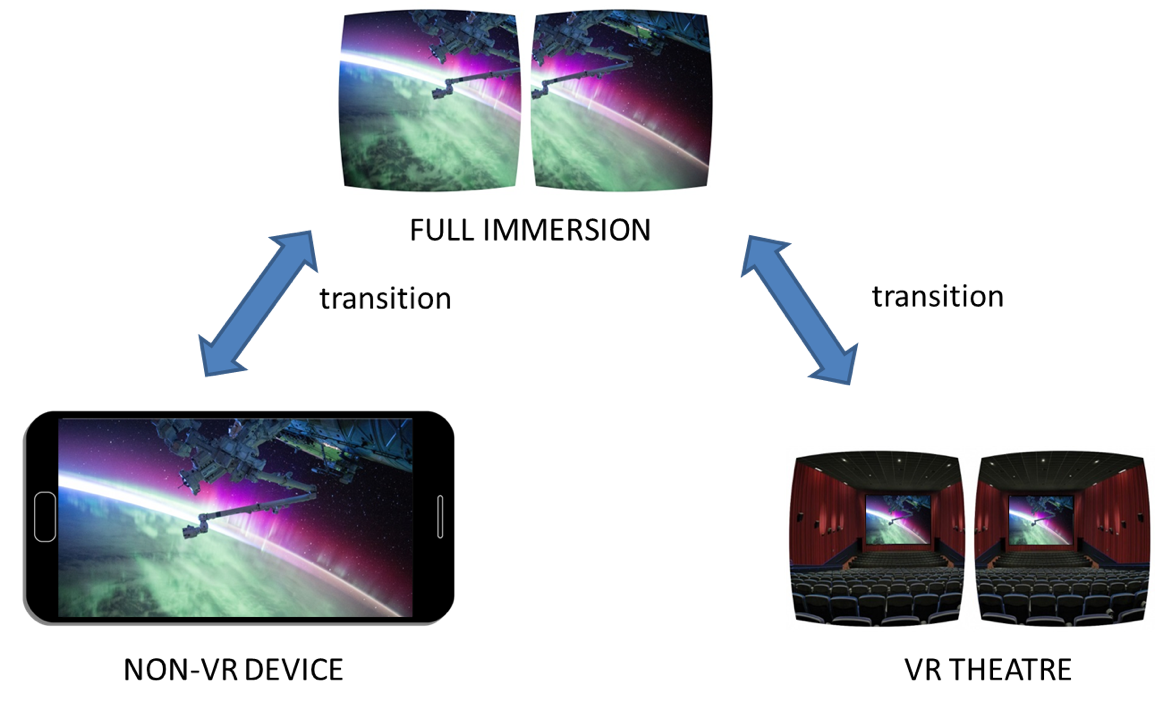 FULL IMMERSION
transition
transition
NON-VR DEVICE
VR THEATRE